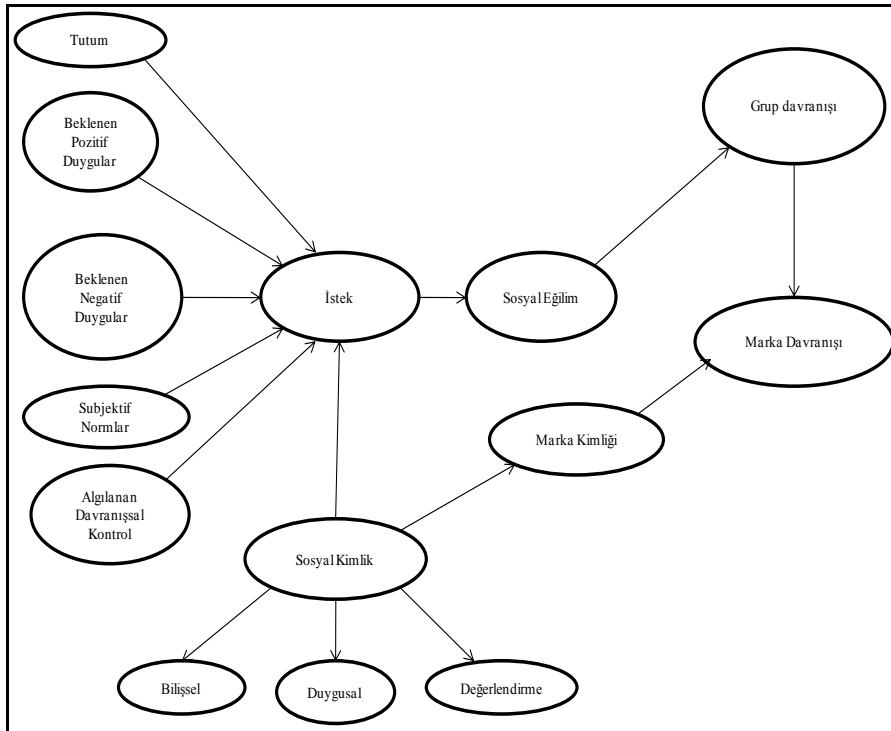 Tutum
Beklenen
Pozitif
Duygular
Grup davranışı
Beklenen
Negatif
Duygular
İstek
Sosyal Eğilim
Marka Davranışı
Subjektif
Normlar
Marka Kimliği
Algılanan
Davranışsal
Kontrol
Sosyal Kimlik
Bilişsel
Duygusal
Değerlendirme